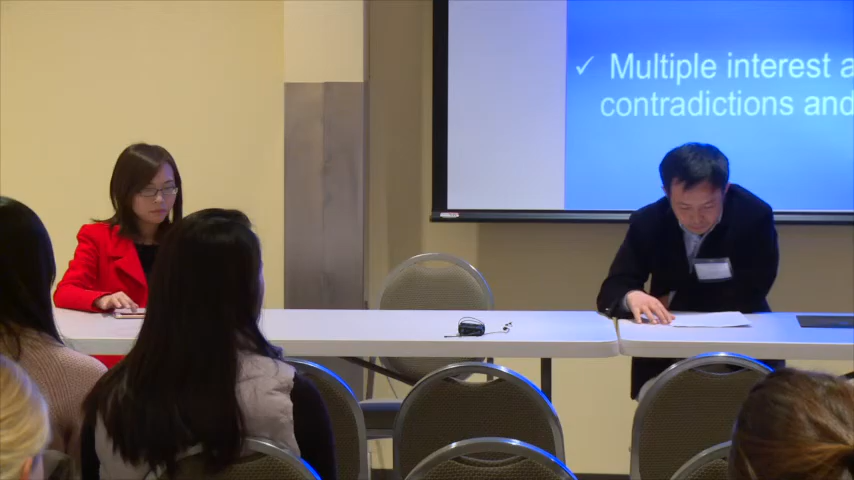 ✓ Multiple interest a
contradictions and